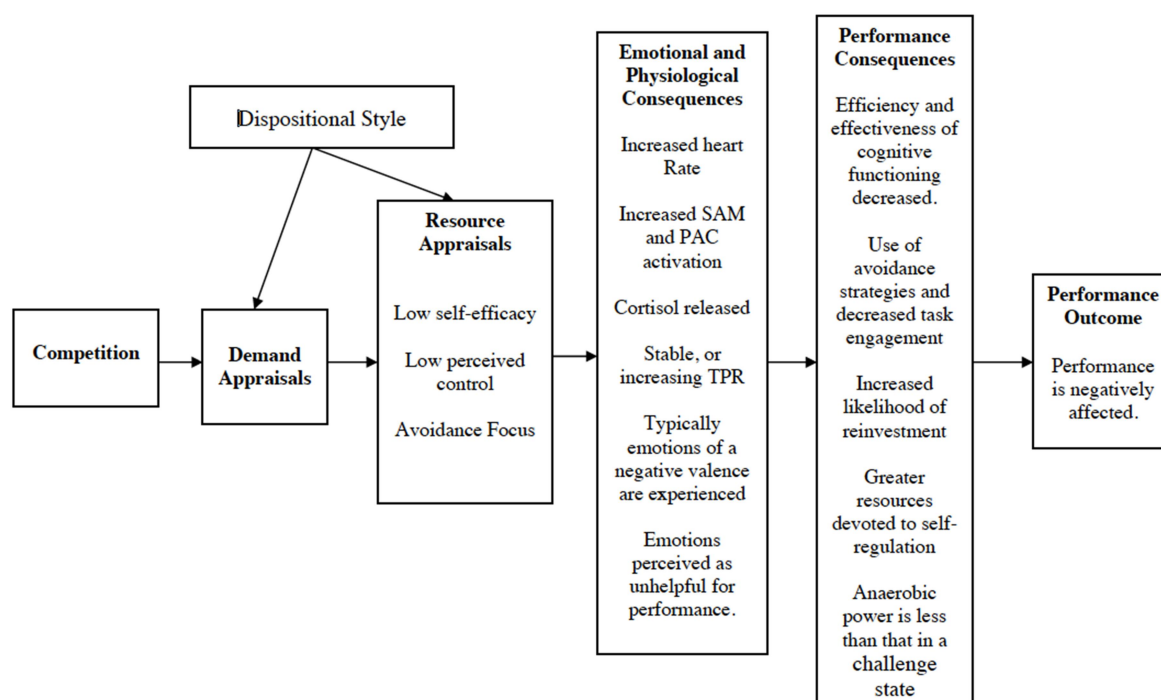 Dispositional Style
Competition
Demand
Appraisals
Resource
Appraisals
Low self-efficacy
Low perceived
control
Avoidance Focus
Emotional and
Physiological
Consequences
Increased heart
Rate
Increased SAM
and PAC
activation
Cortisol released
Stable, or
increasing TPR
Typically
emotions of a
negative valence
are experienced
Emotions
perceived as
unhelpful for
performance.
Performance
Consequences
Efficiency and
effectiveness of
cognitive
functioning
decreased.
Use of
avoidance
strategies and
decreased task
engagement
Increased
likelihood of
reinvestment
Greater
resources
devoted to self-
regulation
Anaerobic
power is less
than that in a
challenge
state
Performance
Outcome
Performance
is negatively
affected.